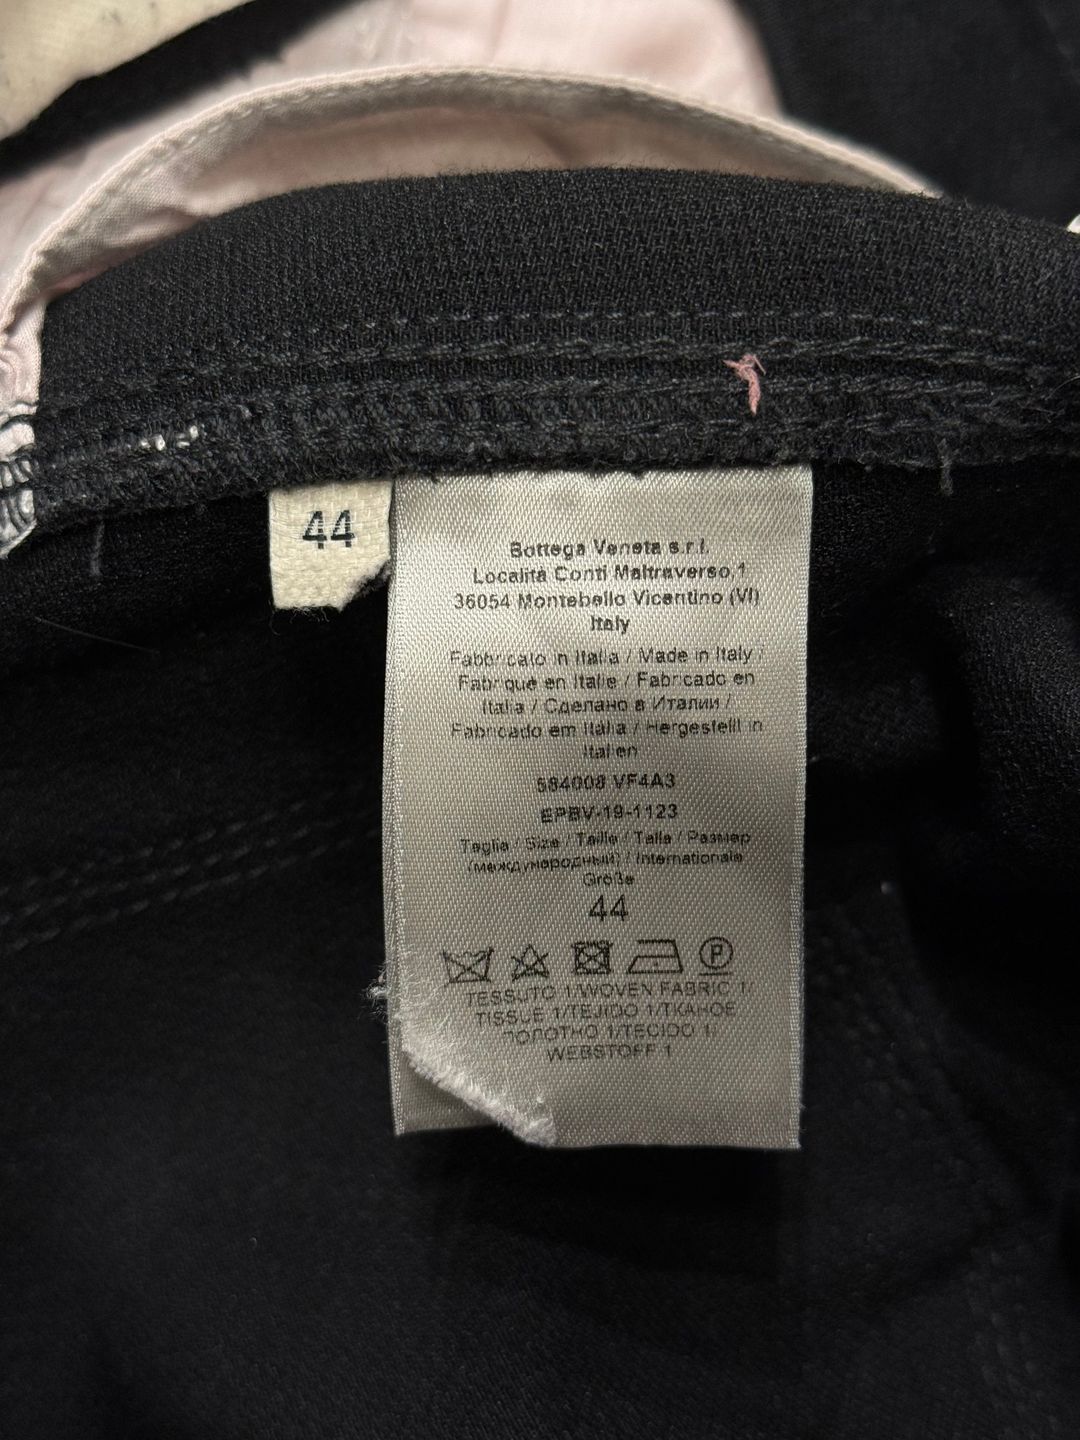 44
Bottega Veneta s.r.l.
Località Conti Maltraverso,1
36054 Montebello Vicentino (VI)
Italy
Fabbricato in Italia / Made in Italy /
Fabrique en Italie / Fabricado en
Italia / Сделано в Италии /
Fabricado em Itália / Hergestellt in
Italien
584008 VF4A3
EPBV-19-1123
Taglia / Size / Taille / Talla / Размер
(международный) / Internationale
Größe
44
P
TESSUTO 1/WOVEN FABRIC 1/
TISSUE 1/TEJIDO 1/ТКАНОЕ
ПОЛОТНО 1/TECIDO 1/
WEBSTOFF 1